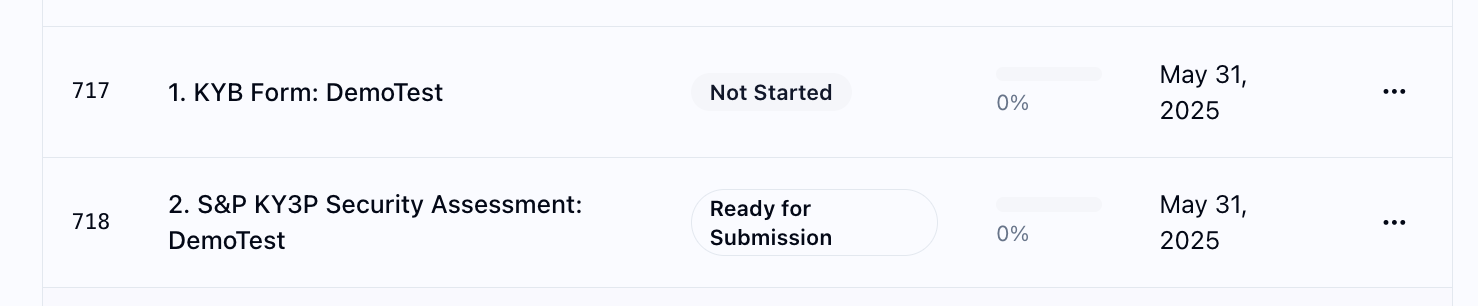 717
1. KYB Form: DemoTest
Not Started
0%
May 31,
2025
718
2. S&P KY3P Security Assessment:
DemoTest
Ready for
Submission
0%
May 31,
2025